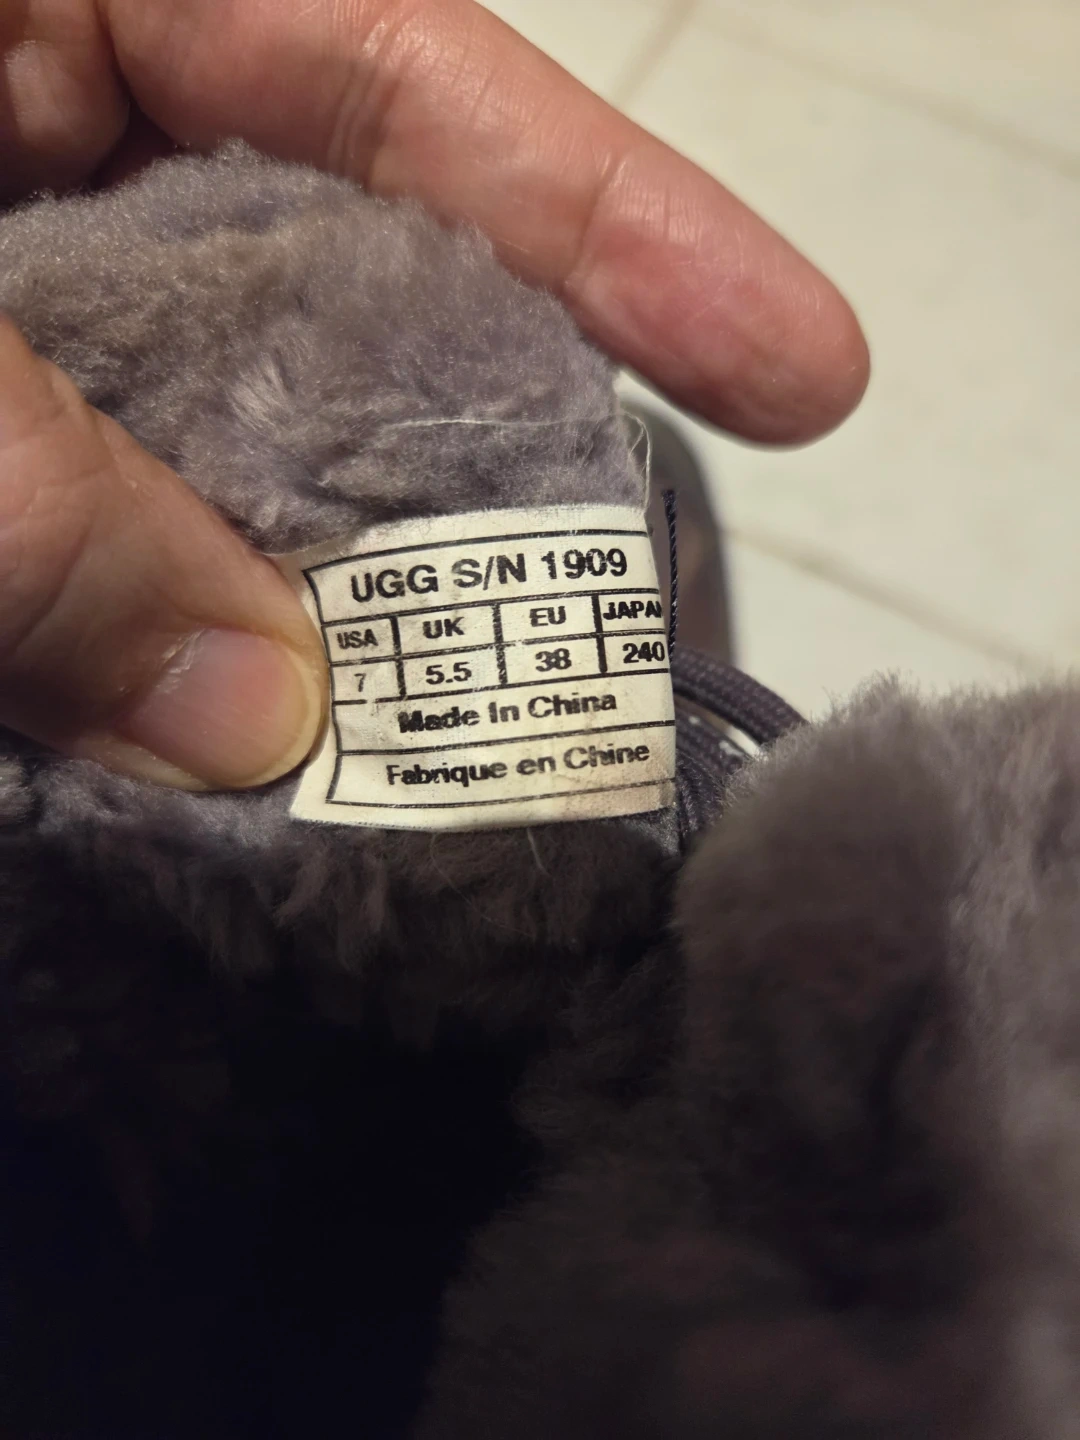 UGG S/N 1909
USA UK EU JAPAN
7 5.5 38 240
Made In China
Fabrique en Chine